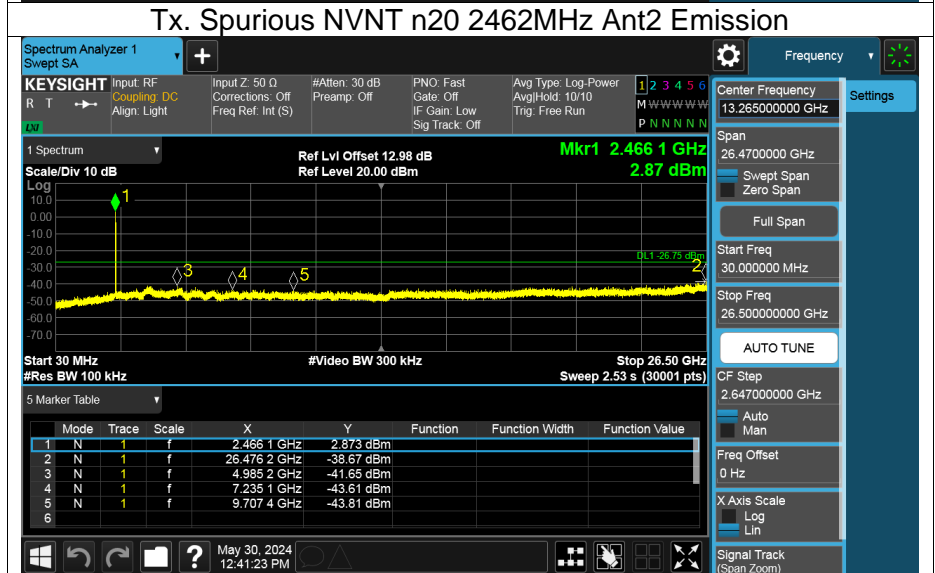 Tx. Spurious NVNT n20 2462MHz Ant2 Emission
Spectrum Analyzer 1
Swept SA
+
Frequency
KEYSIGHT
R T
LXI
Input: RF
Coupling: DC
Align: Light
Input Z: 50 Ω
Corrections: Off
Freq Ref: Int (S)
#Atten: 30 dB
Preamp: Off
PNO: Fast
Gate: Off
IF Gain: Low
Sig Track: Off
Avg Type: Log-Power
Avg|Hold: 10/10
Trig: Free Run
1 2 3 4 5 6
M W W W W W W
P N N N N N N
1 Spectrum
Scale/Div 10 dB
Ref Lvl Offset 12.98 dB
Ref Level 20.00 dBm
Mkr1 2.466 1 GHz
2.87 dBm
Log
10.0
0.00
-10.0
-20.0
-30.0
-40.0
-50.0
-60.0
-70.0
1
3
4
5
2
DL1 -26.75 dBm
Start 30 MHz
#Video BW 300 kHz
Stop 26.50 GHz
#Res BW 100 kHz
Sweep 2.53 s (30001 pts)
5 Marker Table
Mode Trace Scale X Y Function Function Width Function Value
1 N 1 f 2.466 1 GHz 2.873 dBm
2 N 1 f 26.476 2 GHz -38.67 dBm
3 N 1 f 4.985 2 GHz -41.65 dBm
4 N 1 f 7.235 1 GHz -43.61 dBm
5 N 1 f 9.707 4 GHz -43.81 dBm
6
?
May 30, 2024
12:41:23 PM
Center Frequency
13.265000000 GHz
Settings
Span
26.4700000 GHz
Swept Span
Zero Span
Full Span
Start Freq
30.000000 MHz
Stop Freq
26.500000000 GHz
AUTO TUNE
CF Step
2.647000000 GHz
Auto
Man
Freq Offset
0 Hz
X Axis Scale
Log
Lin
Signal Track
(Span Zoom)